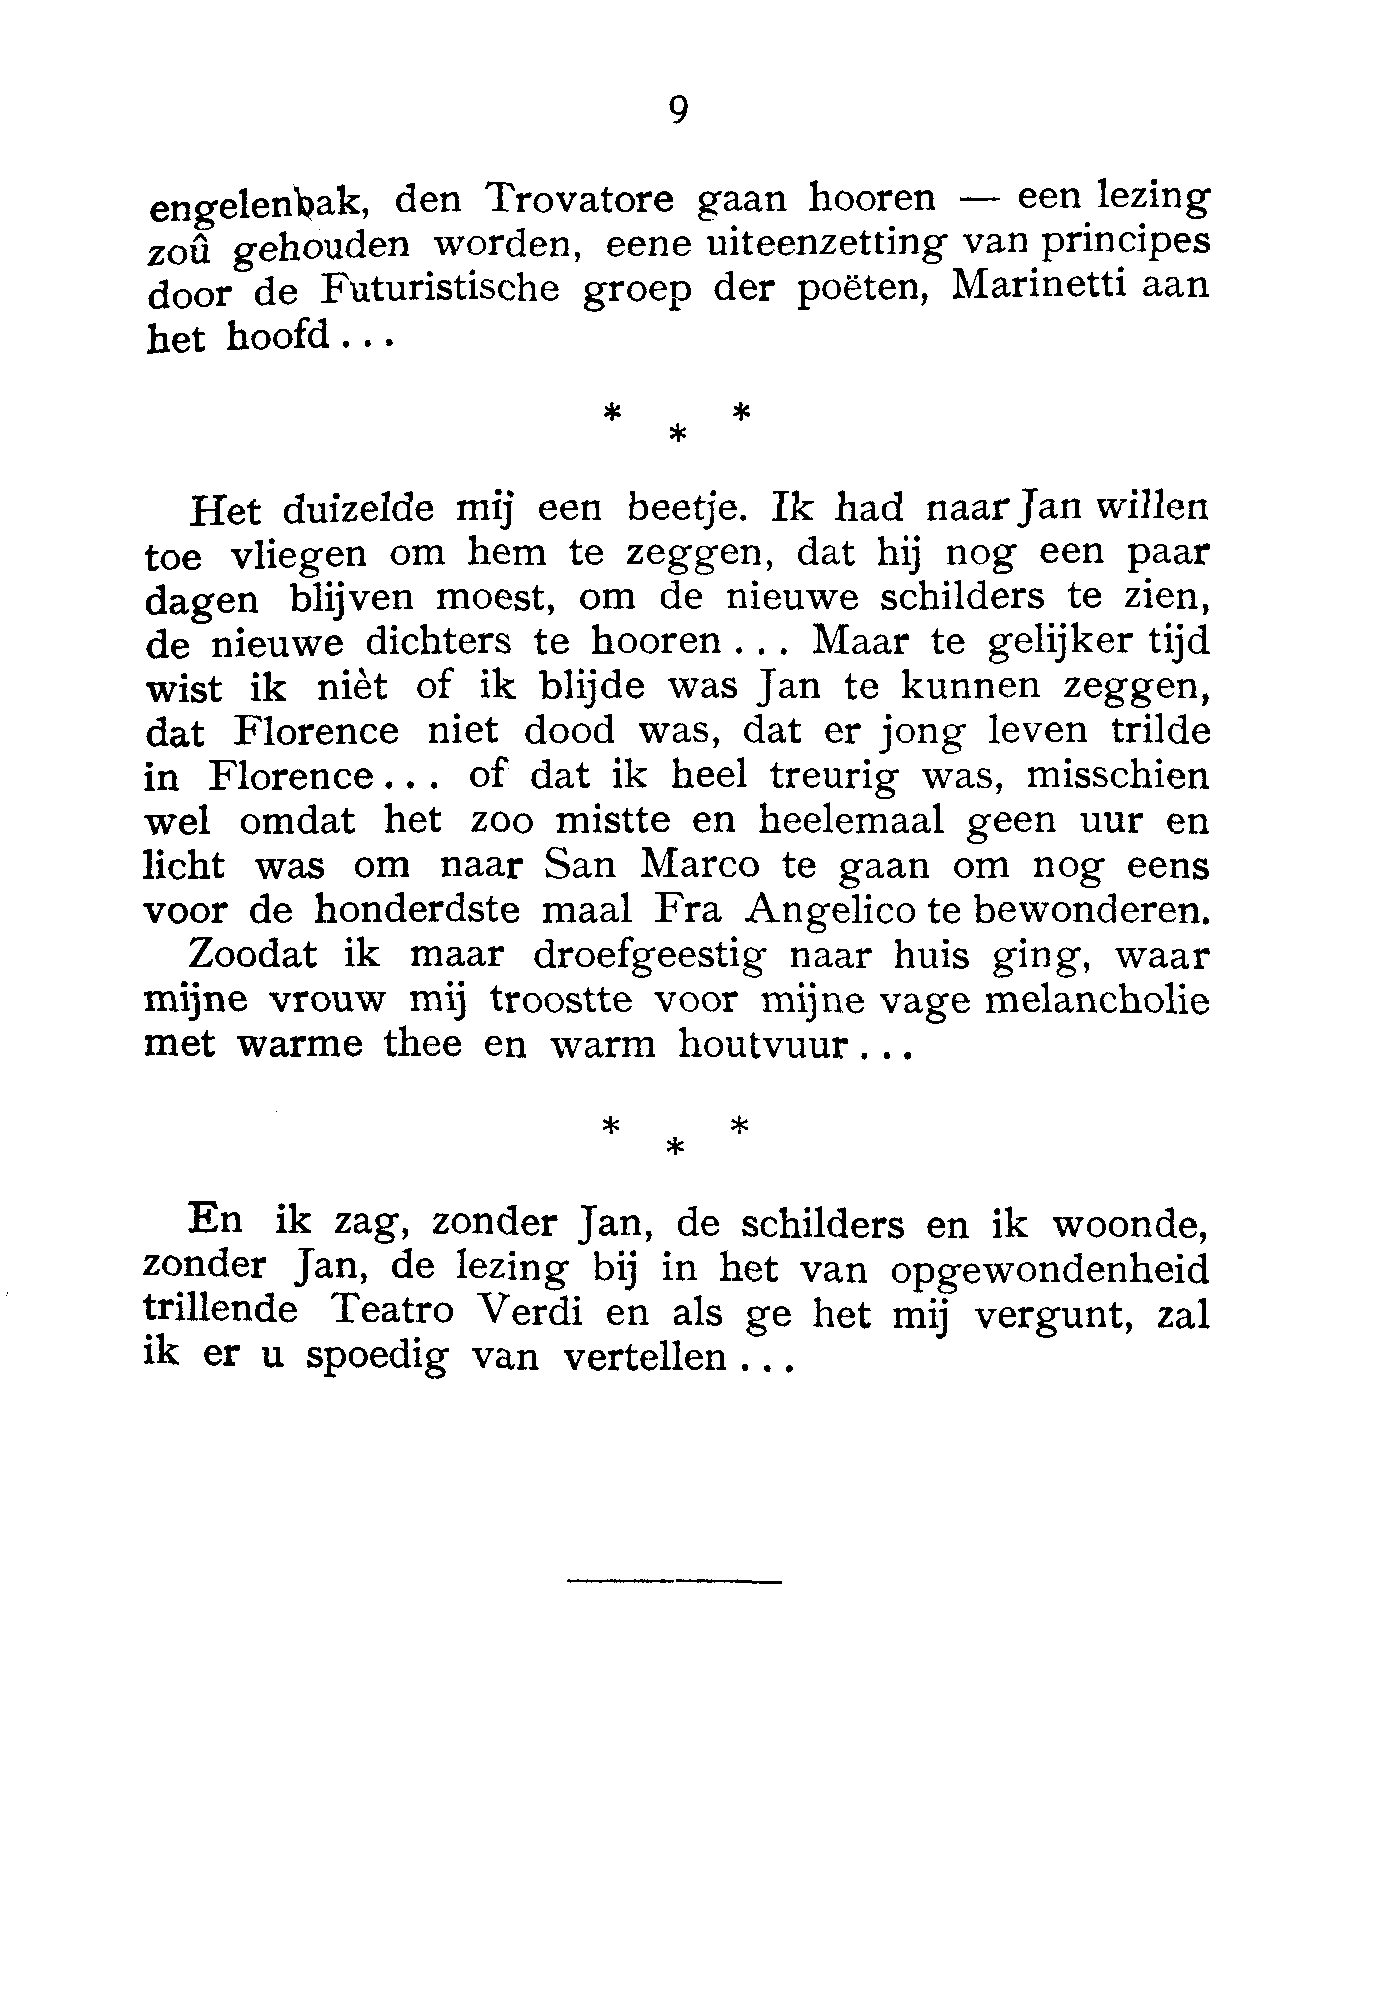 9
engelenbak, den Trovatore gaan hooren — een lezing
zoû gehouden worden, eene uiteenzetting van principes
door de Futuristische groep der poëten, Marinetti aan
het hoofd . . .
* * *
Het duizelde mij een beetje. Ik had naar Jan willen
toe vliegen om hem te zeggen, dat hij nog een paar
dagen blijven moest, om de nieuwe schilders te zien,
de nieuwe dichters te hooren . . . Maar te gelijker tijd
wist ik nièt of ik blijde was Jan te kunnen zeggen,
dat Florence niet dood was, dat er jong leven trilde
in Florence . . . of dat ik heel treurig was, misschien
wel omdat het zoo mistte en heelemaal geen uur en
licht was om naar San Marco te gaan om nog eens
voor de honderdste maal Fra Angelico te bewonderen.
Zoodat ik maar droefgeestig naar huis ging, waar
mijne vrouw mij troostte voor mijne vage melancholie
met warme thee en warm houtvuur . . .
* * *
En ik zag, zonder Jan, de schilders en ik woonde,
zonder Jan, de lezing bij in het van opgewondenheid
trillende Teatro Verdi en als ge het mij vergunt, zal
ik er u spoedig van vertellen . . .